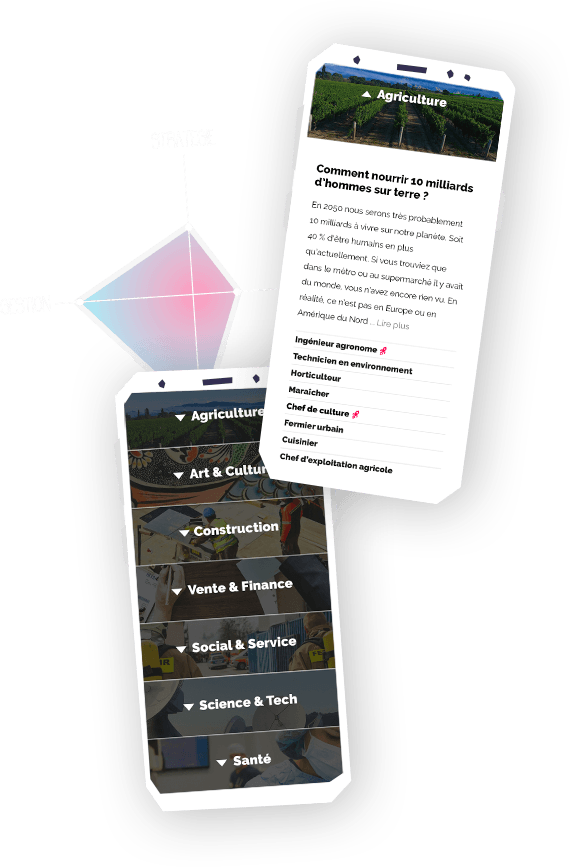 Agriculture
Comment nourrir 10 milliards
d'hommes sur terre ?
En 2050 nous serons très probablement
10 milliards à vivre sur notre planète. Soit
40 % d'être humains en plus
qu'actuellement. Si vous trouviez que
dans le métro ou au supermarché il y avait
du monde, vous n'avez encore rien vu. En
réalité, ce n'est pas en Europe ou en
Amérique du Nord ... Lire plus
Ingénieur agronome
Technicien en environnement
Horticulteur
Maraîcher
Chef de culture
Fermier urbain
Cuisinier
Chef d'exploitation agricole
Agriculture
Art & Cultur
Construction
Vente & Finance
Social & Service
Science & Tech
Santé